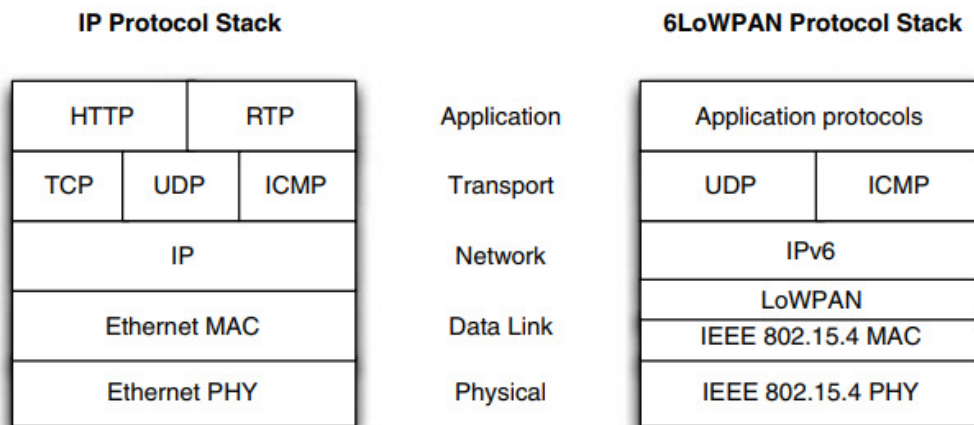 IP Protocol Stack
6LoWPAN Protocol Stack
HTTP RTP Application Application protocols
TCP UDP ICMP Transport UDP ICMP
IP Network IPv6
LoWPAN
Ethernet MAC Data Link IEEE 802.15.4 MAC
Ethernet PHY Physical IEEE 802.15.4 PHY